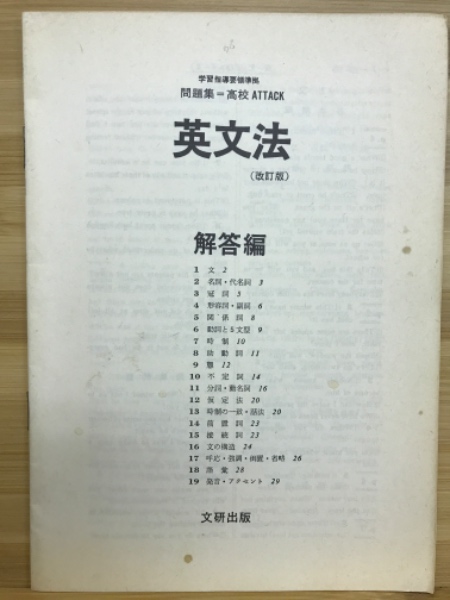 学習指導要領準拠
問題集=高校ATTACK
英文法
(改訂版)
解答編
1 文 2
2 名詞・代名詞 3
3 冠詞 5
4 形容詞・副詞 6
5 関係詞 8
6 動詞と5文型 9
7 時制 10
8 助動詞 11
9 態 12
10 不定詞 14
11 分詞・動名詞 16
12 仮定法 20
13 時制の一致・話法 20
14 前置詞 23
15 接続詞 23
16 文の構造 24
17 呼応・強調・倒置・省略 26
18 語彙 28
19 発音・アクセント 29
文研出版